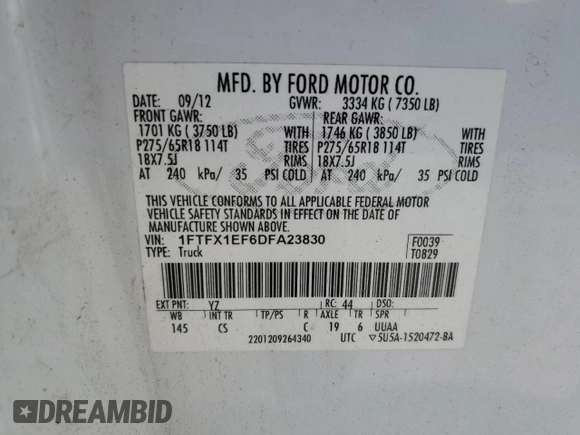 MFD. BY FORD MOTOR CO.
DATE: 09/12 GVWR: 3334 KG ( 7350 LB)
FRONT GAWR: REAR GAWR:
1701 KG ( 3750 LB) WITH 1746 KG ( 3850 LB) WITH
P275/65R18 114T TIRES P275/65R18 114T TIRES
18X7.5J RIMS 18X7.5J RIMS
AT 240 kPa/ 35 PSI COLD AT 240 kPa/ 35 PSI COLD
THIS VEHICLE CONFORMS TO ALL APPLICABLE FEDERAL MOTOR
VEHICLE SAFETY STANDARDS IN EFFECT ON THE DATE OF
MANUFACTURE SHOWN ABOVE.
VIN: 1FTFX1EF6DFA23830 F0039
TYPE: Truck T0829
EXT PNT: YZ RC: 44 DSO:
WB INT TR TP/PS R AXLE TR SPR
145 CS C 19 6 UUAA
2201209264340 UTC ▽5U5A-1520472-BA
DREAMBID